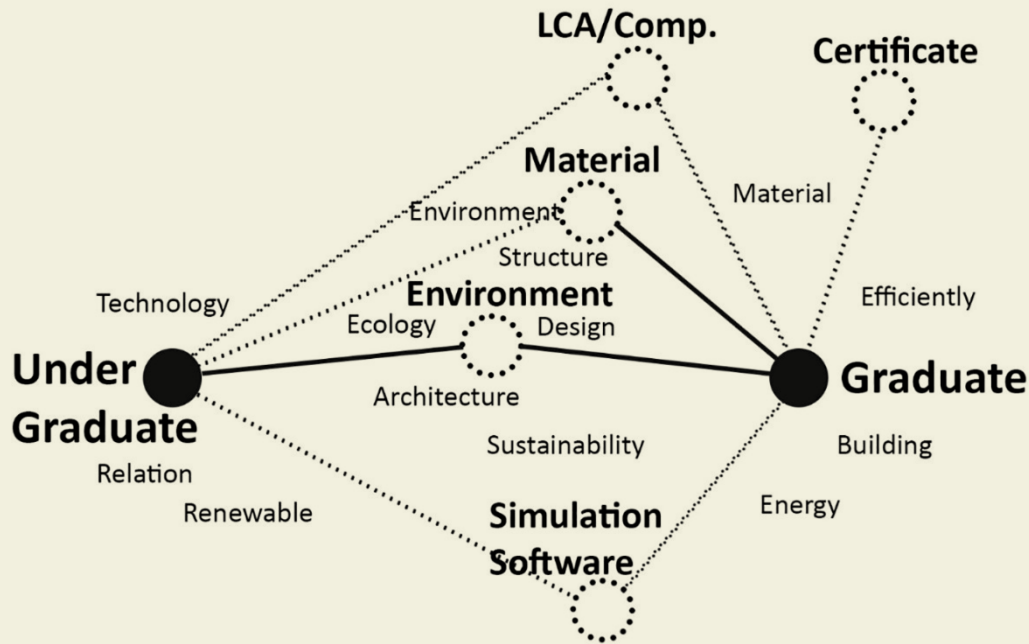 LCA/Comp.
Certificate
Material
Material
Environment
Structure
Environment
Technology
Ecology
Design
Efficiently
Under
Graduate
Graduate
Architecture
Sustainability
Building
Relation
Renewable
Energy
Simulation
Software